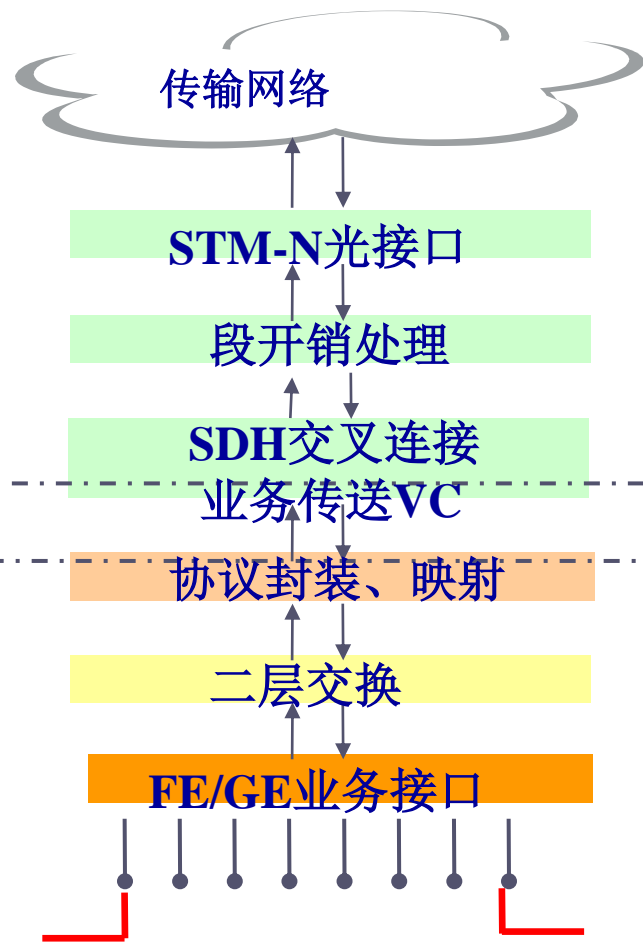 传输网络
STM-N光接口
段开销处理
SDH交叉连接
业务传送VC
协议封装、映射
二层交换
FE/GE业务接口